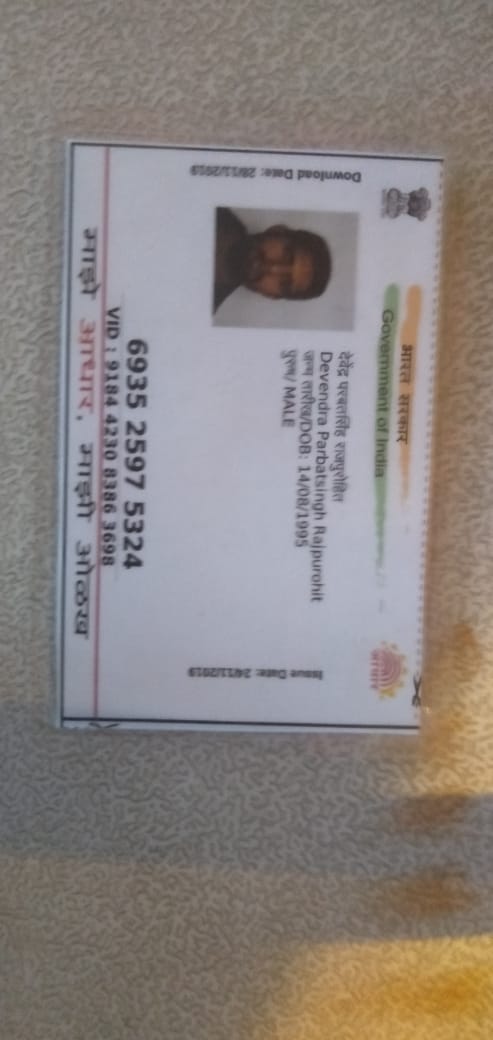 भारत सरकार
Government of India
Download Date: 28/11/2019
देवेंद्र परबतसिंह राजपुरोहित
Devendra Parbatsingh Rajpurohit
जन्म तारीख/DOB: 14/08/1995
पुरुष/ MALE
Issue Date: 24/11/2019
6935 2597 5324
VID : 9184 4230 8386 3698
माझे आधार, माझी ओळख